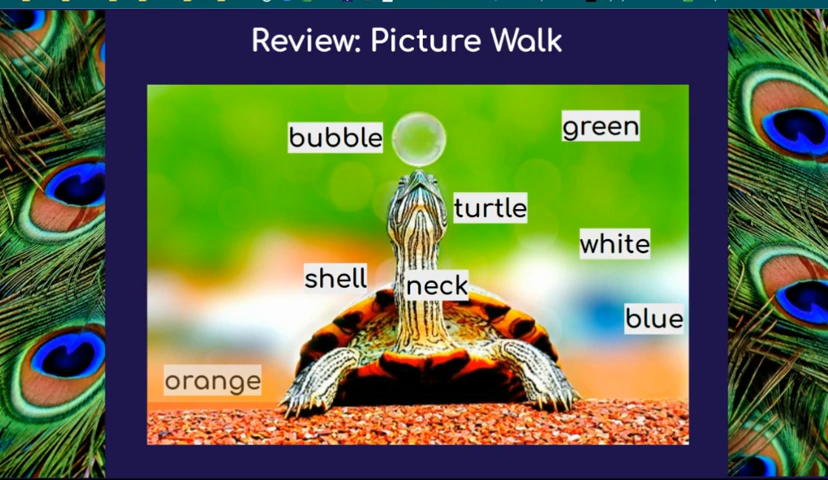 Review: Picture Walk
bubble
green
turtle
white
shell
neck
blue
orange